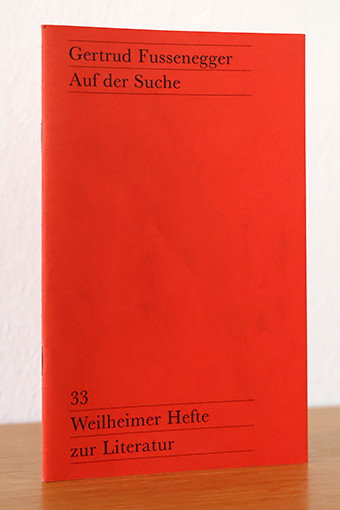 Gertrud Fussenegger
Auf der Suche
33
Weilheimer Hefte
zur Literatur